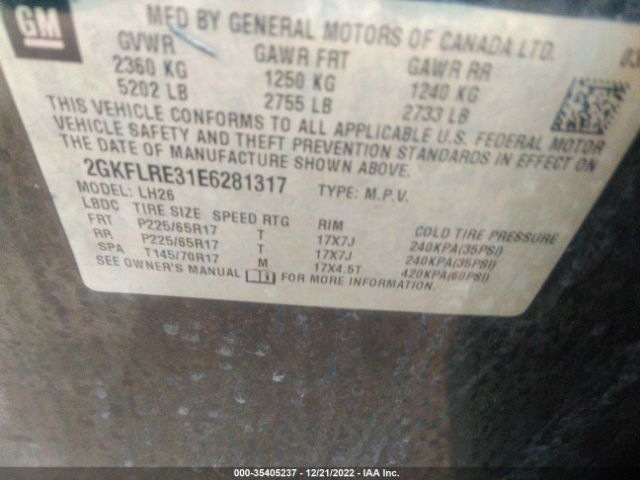 GM
MFD BY GENERAL MOTORS OF CANADA LTD.
03
GVWR GAWR FRT GAWR RR
2360 KG 1250 KG 1240 KG
5202 LB 2755 LB 2733 LB
THIS VEHICLE CONFORMS TO ALL APPLICABLE U.S. FEDERAL MOTOR
VEHICLE SAFETY AND THEFT PREVENTION STANDARDS IN EFFECT ON
THE DATE OF MANUFACTURE SHOWN ABOVE.
2GKFLRE31E6281317 TYPE: M.P.V.
MODEL: LH26
LBDC TIRE SIZE SPEED RTG RIM COLD TIRE PRESSURE
FRT P225/65R17 T 17X7J 240KPA(35PSI)
RR P225/65R17 T 17X7J 240KPA(35PSI)
SPA T145/70R17 M 17X4.5T 420KPA(60PSI)
SEE OWNER'S MANUAL FOR MORE INFORMATION.
000-35405237 - 12/21/2022 - IAA Inc.